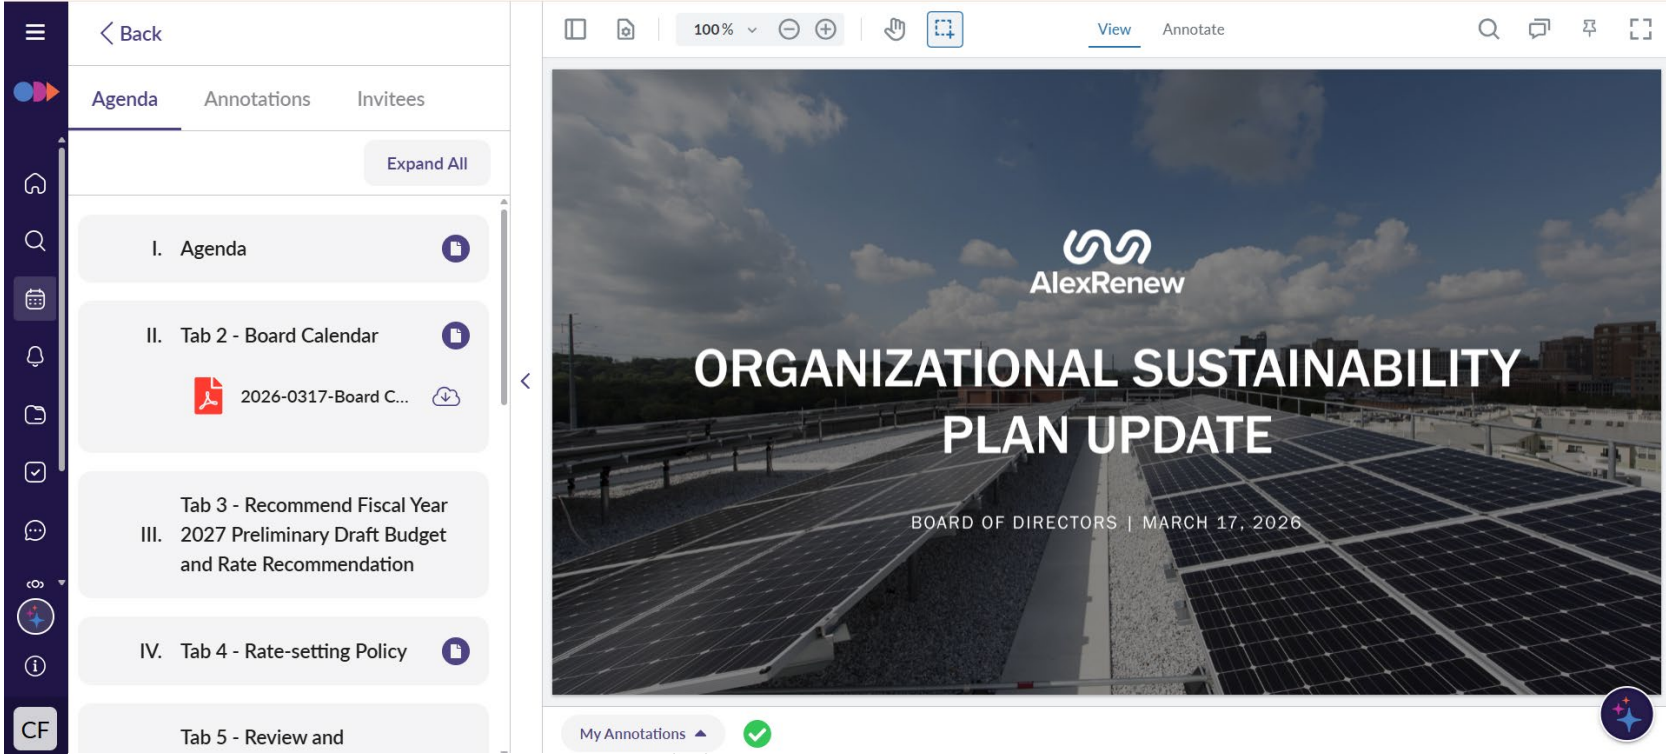 Back
Agenda
Annotations
Invitees
Expand All
I. Agenda
II. Tab 2 - Board Calendar
2026-0317-Board C...
Tab 3 - Recommend Fiscal Year
III. 2027 Preliminary Draft Budget
and Rate Recommendation
IV. Tab 4 - Rate-setting Policy
Tab 5 - Review and
CF
100%
View
Annotate
AlexRenew
ORGANIZATIONAL SUSTAINABILITY
PLAN UPDATE
BOARD OF DIRECTORS | MARCH 17, 2026
My Annotations